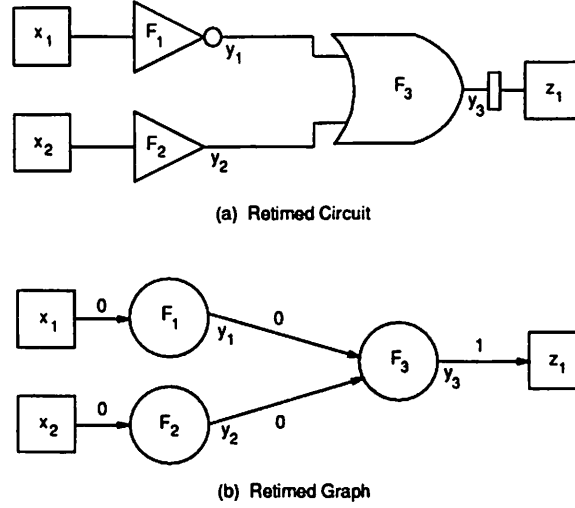 x1 F1 y1
F3 y3 z1
x2 F2 y2
(a) Retimed Circuit
x1 0 F1 y1 0
F3 1 y3 z1
x2 0 F2 y2 0
(b) Retimed Graph